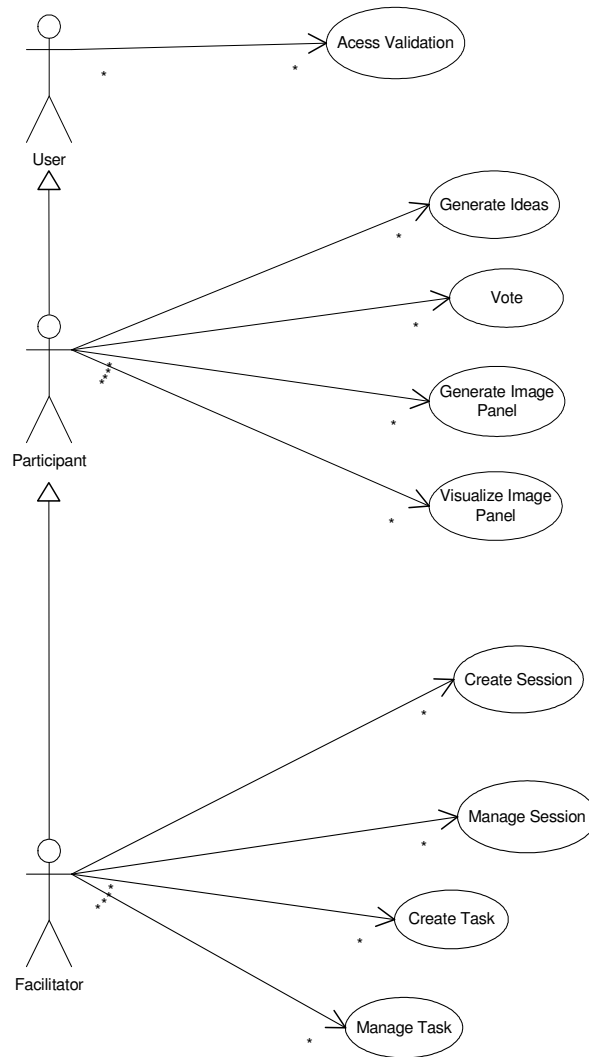 Acess Validation
*
*
User
Generate Ideas
*
Vote
*
Generate Image
Panel
*
*
*
*
*
Participant
Visualize Image
Panel
*
Create Session
*
Manage Session
*
*
*
*
*
Create Task
*
Facilitator
Manage Task
*